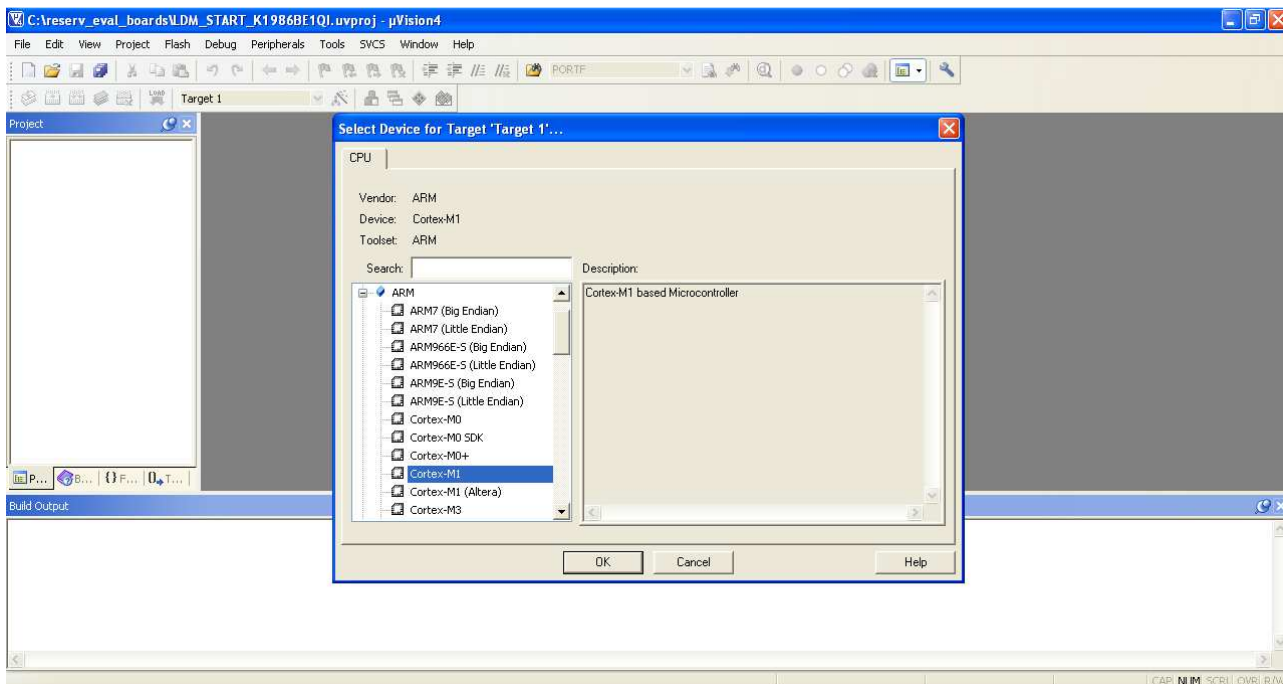 C:\reserv_eval_boards\LDM_START_K1986BE1QI.uvproj - µVision4
File Edit View Project Flash Debug Peripherals Tools SVCS Window Help
PORTF
LOAD Target 1
Project
Select Device for Target 'Target 1'...
CPU
Vendor: ARM
Device: Cortex-M1
Toolset: ARM
Search:
Description:
ARM
Cortex-M1 based Microcontroller
ARM7 (Big Endian)
ARM7 (Little Endian)
ARM966E-S (Big Endian)
ARM966E-S (Little Endian)
ARM9E-S (Big Endian)
ARM9E-S (Little Endian)
Cortex-M0
Cortex-M0 SDK
Cortex-M0+
Cortex-M1
Cortex-M1 (Altera)
Cortex-M3
P... B... {} F... 0 T...
Build Output
OK Cancel Help
CAP NUM SCRL OVR R/W